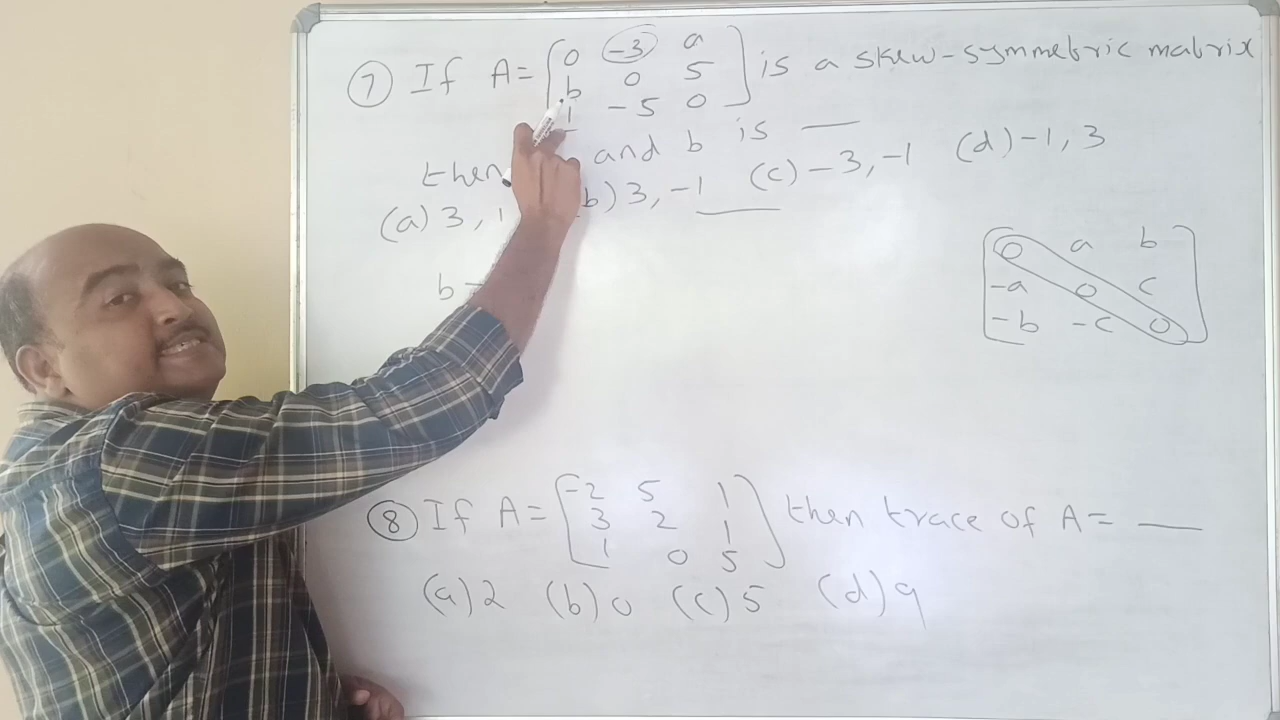 ⑦ If A = [0 -3 a] is a skew-symmetric matrix
b 0 5
1 -5 0
then and b is __
(a) 3, 1 b) 3, -1 (c) -3, -1 (d) -1, 3
b
0 a b
-a 0 c
-b -c 0
⑧ If A = [-2 5 1] then trace of A = __
3 2 1
1 0 5
(a) 2 (b) 0 (c) 5 (d) 9